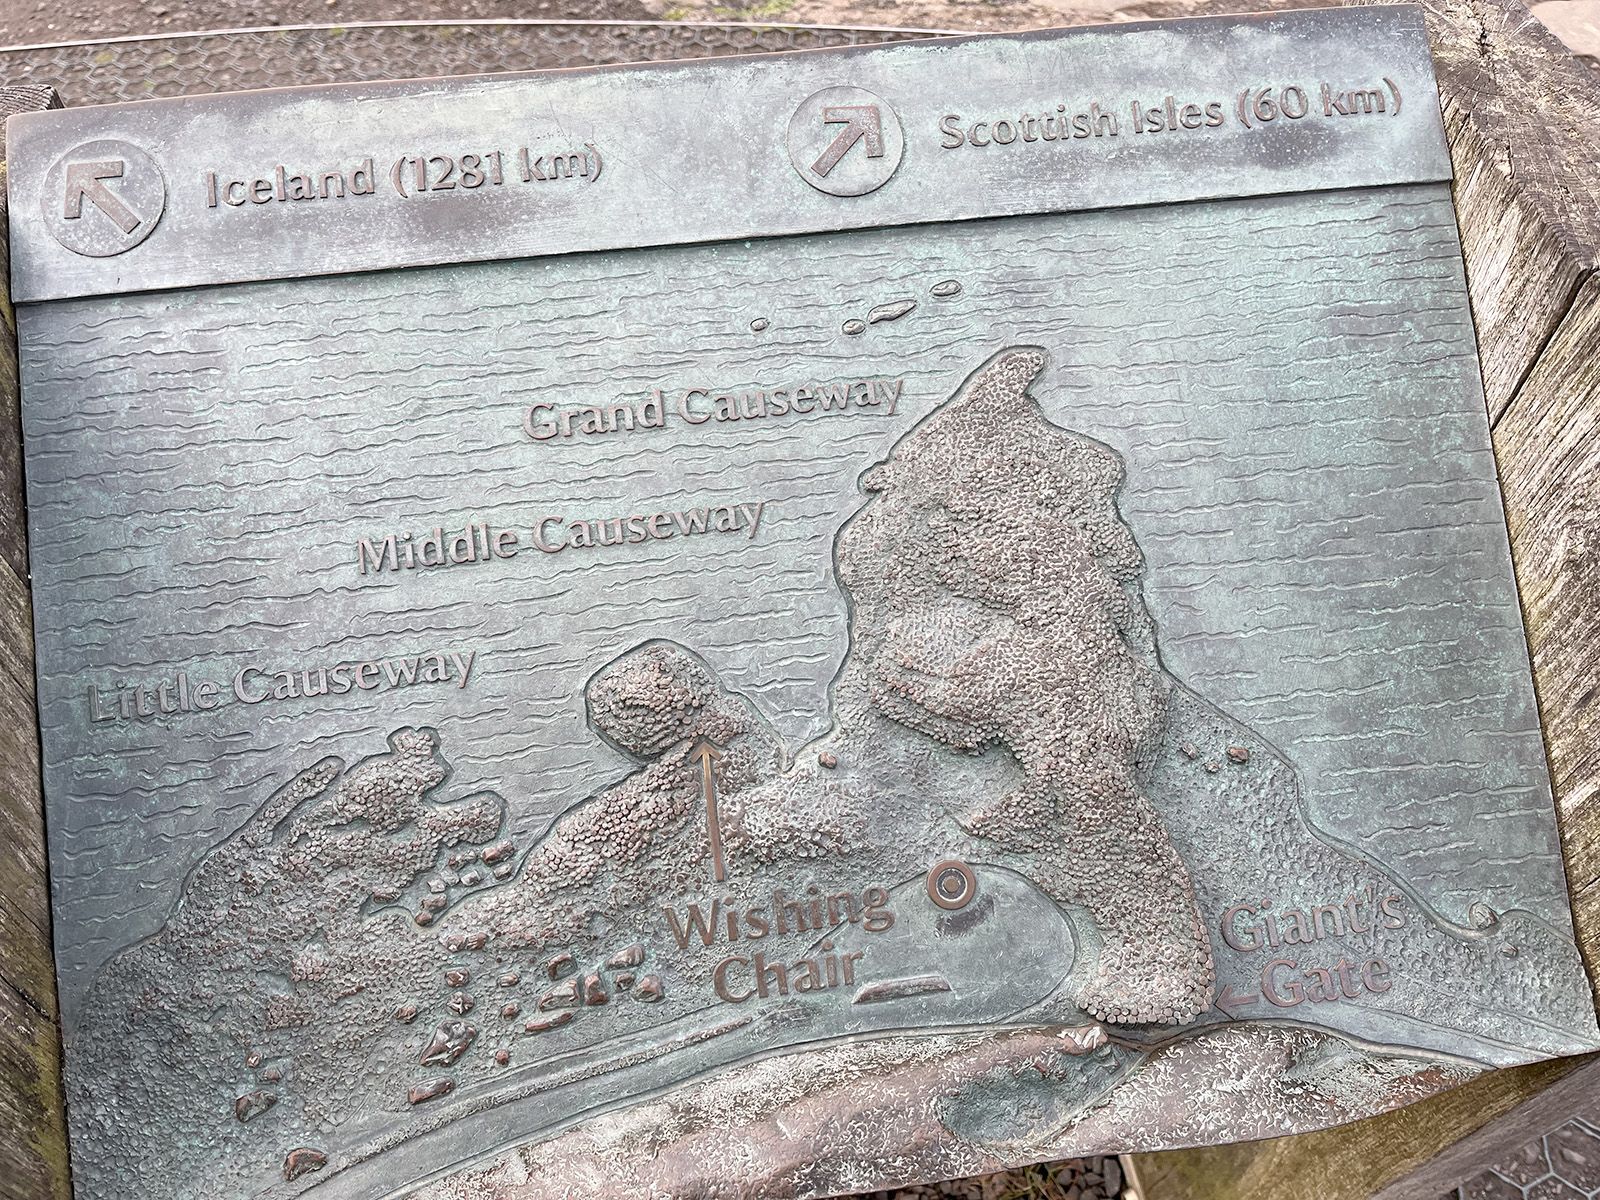 Iceland (1281 km)
Scottish Isles (60 km)
Grand Causeway
Middle Causeway
Little Causeway
Wishing
Chair
Giant's
Gate